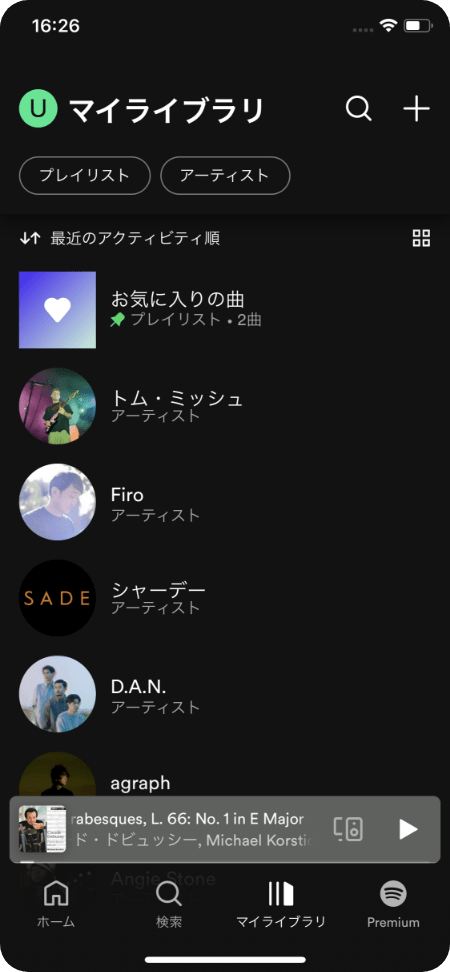 16:26
U マイライブラリ
プレイリスト アーティスト
最近のアクティビティ順
お気に入りの曲
プレイリスト • 2曲
トム・ミッシュ
アーティスト
Firo
アーティスト
SADE
シャーデー
アーティスト
D.A.N.
アーティスト
agraph
rabesques, L. 66: No. 1 in E Major
ド・ドビュッシー, Michael Korstic
Angie Stone
ホーム 検索 マイライブラリ Premium